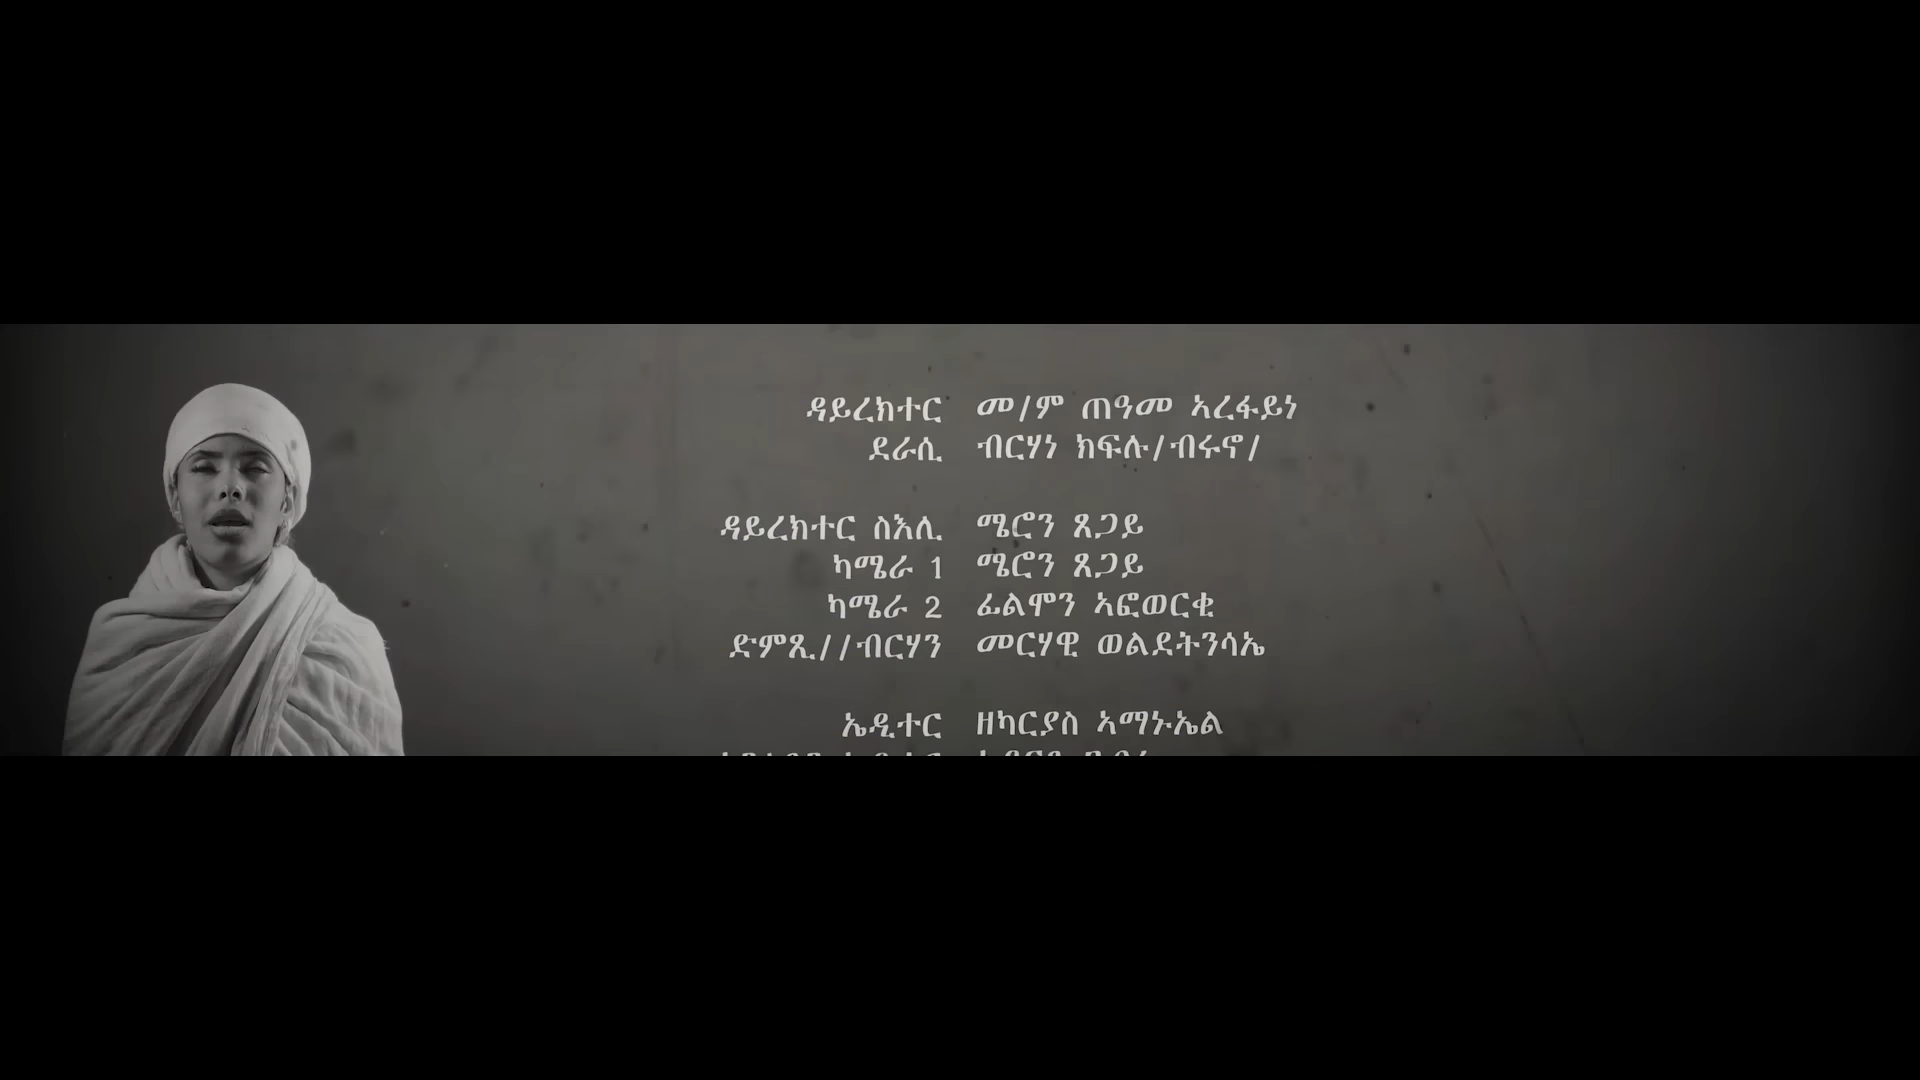 ዳይረክተር መ/ም ጠዓመ ኣረፋይነ
ደራሲ ብርሃነ ክፍሉ/ብሩኖ/
ዳይረክተር ስእሊ ሜሮን ጸጋይ
ካሜራ 1 ሜሮን ጸጋይ
ካሜራ 2 ፊልሞን ኣፎወርቂ
ድምጺ//ብርሃን መርሃዊ ወልደትንሳኤ
ኤዲተር ዘካርያስ ኣማኑኤል